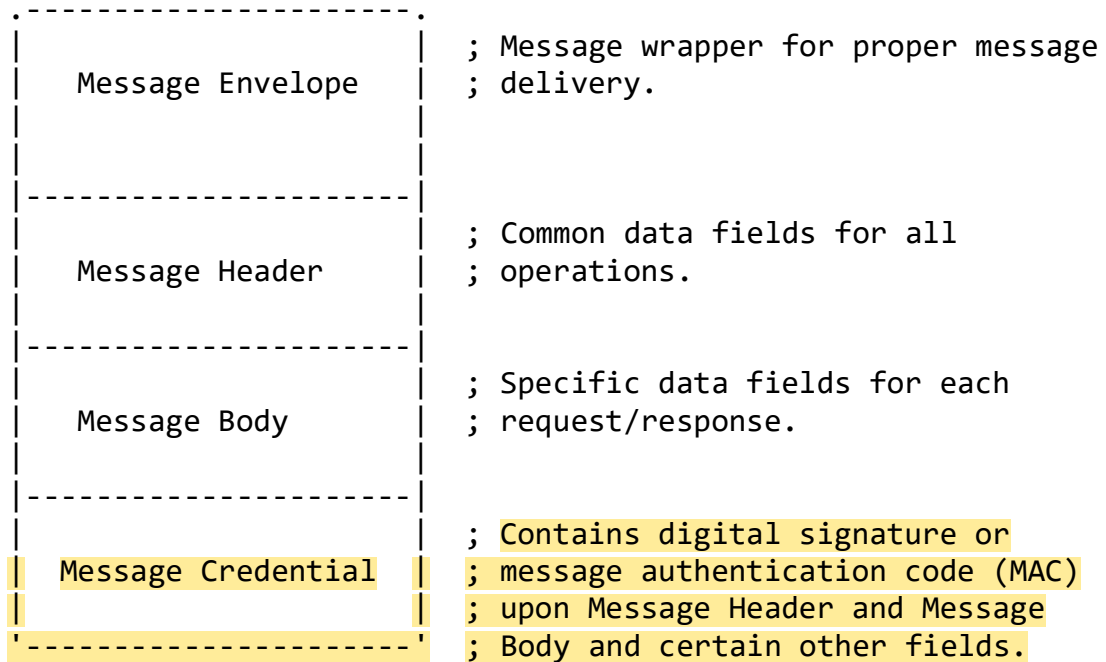 .-----------------------.
|                       |  ; Message wrapper for proper message
|   Message Envelope    |  ; delivery.
|                       |
|                       |
|-----------------------|
|                       |  ; Common data fields for all
|   Message Header      |  ; operations.
|                       |
|-----------------------|
|                       |  ; Specific data fields for each
|   Message Body        |  ; request/response.
|                       |
|-----------------------|
|                       |  ; Contains digital signature or
|  Message Credential   |  ; message authentication code (MAC)
|                       |  ; upon Message Header and Message
'-----------------------'  ; Body and certain other fields.